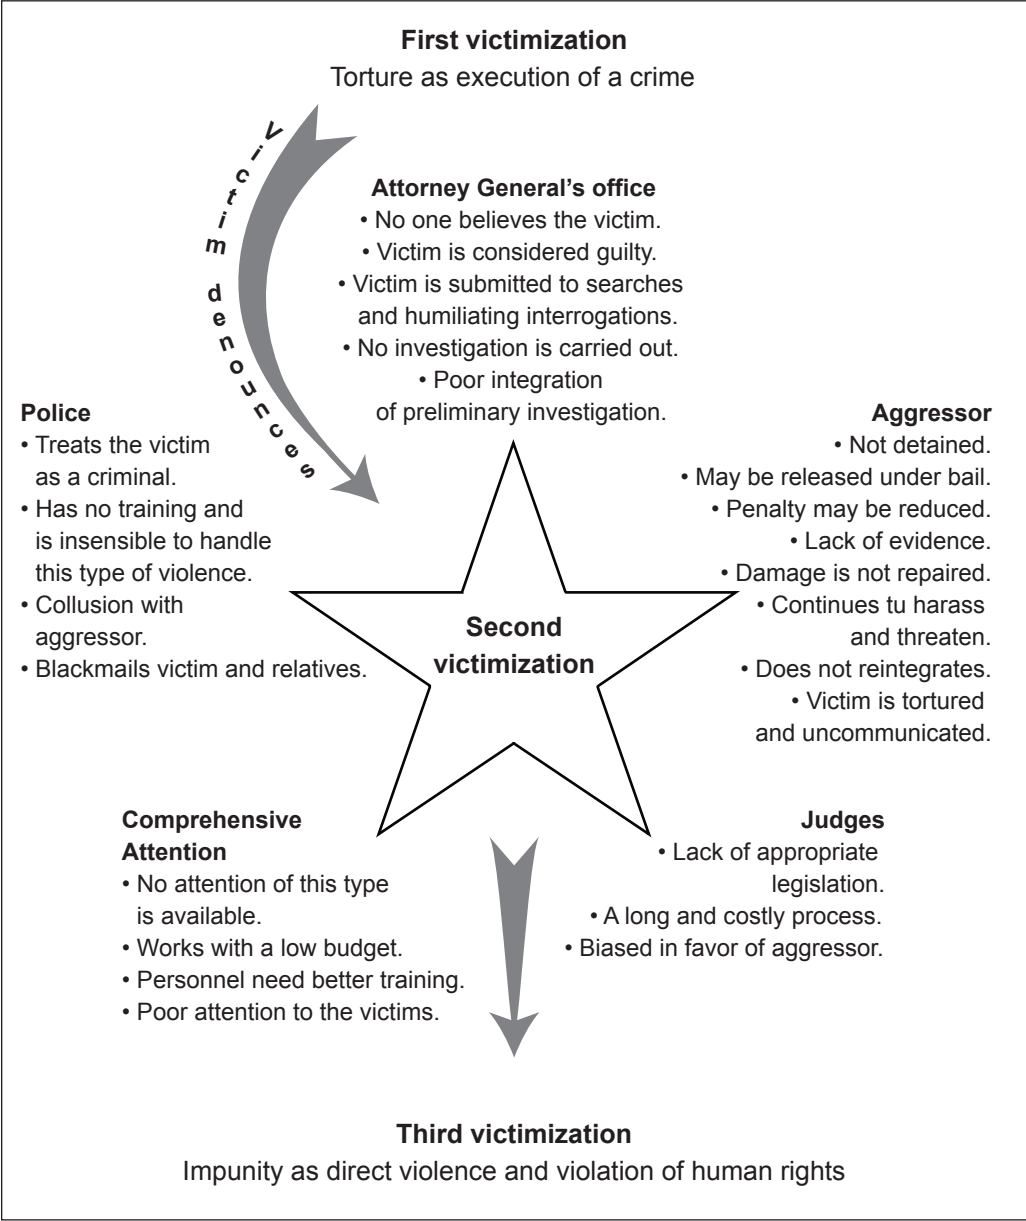 First victimization
Torture as execution of a crime
Victim denounces
Attorney General’s office
• No one believes the victim.
• Victim is considered guilty.
• Victim is submitted to searches
and humiliating interrogations.
• No investigation is carried out.
• Poor integration
of preliminary investigation.
Police
• Treats the victim
as a criminal.
• Has no training and
is insensible to handle
this type of violence.
• Collusion with
aggressor.
• Blackmails victim and relatives.
Aggressor
• Not detained.
• May be released under bail.
• Penalty may be reduced.
• Lack of evidence.
• Damage is not repaired.
• Continues tu harass
and threaten.
• Does not reintegrates.
• Victim is tortured
and uncommunicated.
Second
victimization
Comprehensive
Attention
• No attention of this type
is available.
• Works with a low budget.
• Personnel need better training.
• Poor attention to the victims.
Judges
• Lack of appropriate
legislation.
• A long and costly process.
• Biased in favor of aggressor.
Third victimization
Impunity as direct violence and violation of human rights